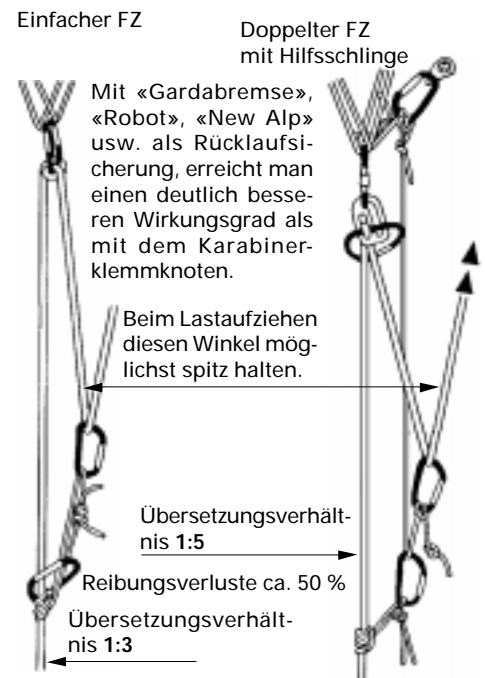 Einfacher FZ
Doppelter FZ
mit Hilfsschlinge
Mit «Gardabremse»,
«Robot», «New Alp»
usw. als Rücklaufsi-
cherung, erreicht man
einen deutlich besse-
ren Wirkungsgrad als
mit dem Karabiner-
klemmknoten.
Beim Lastaufziehen
diesen Winkel mög-
lichst spitz halten.
Übersetzungsverhält-
nis 1:5
Reibungsverluste ca. 50 %
Übersetzungsverhält-
nis 1:3